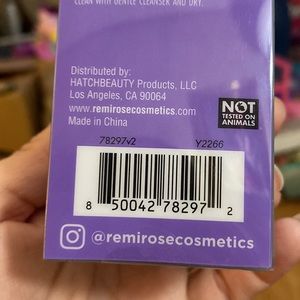 CLEAN WITH GENTLE CLEANSER AND DRY.
Distributed by:
HATCHBEAUTY Products, LLC
Los Angeles, CA 90064
www.remirosecosmetics.com
Made in China
NOT
TESTED ON
ANIMALS
78297v2 Y2266
8 50042 78297 2
@remirosecosmetics